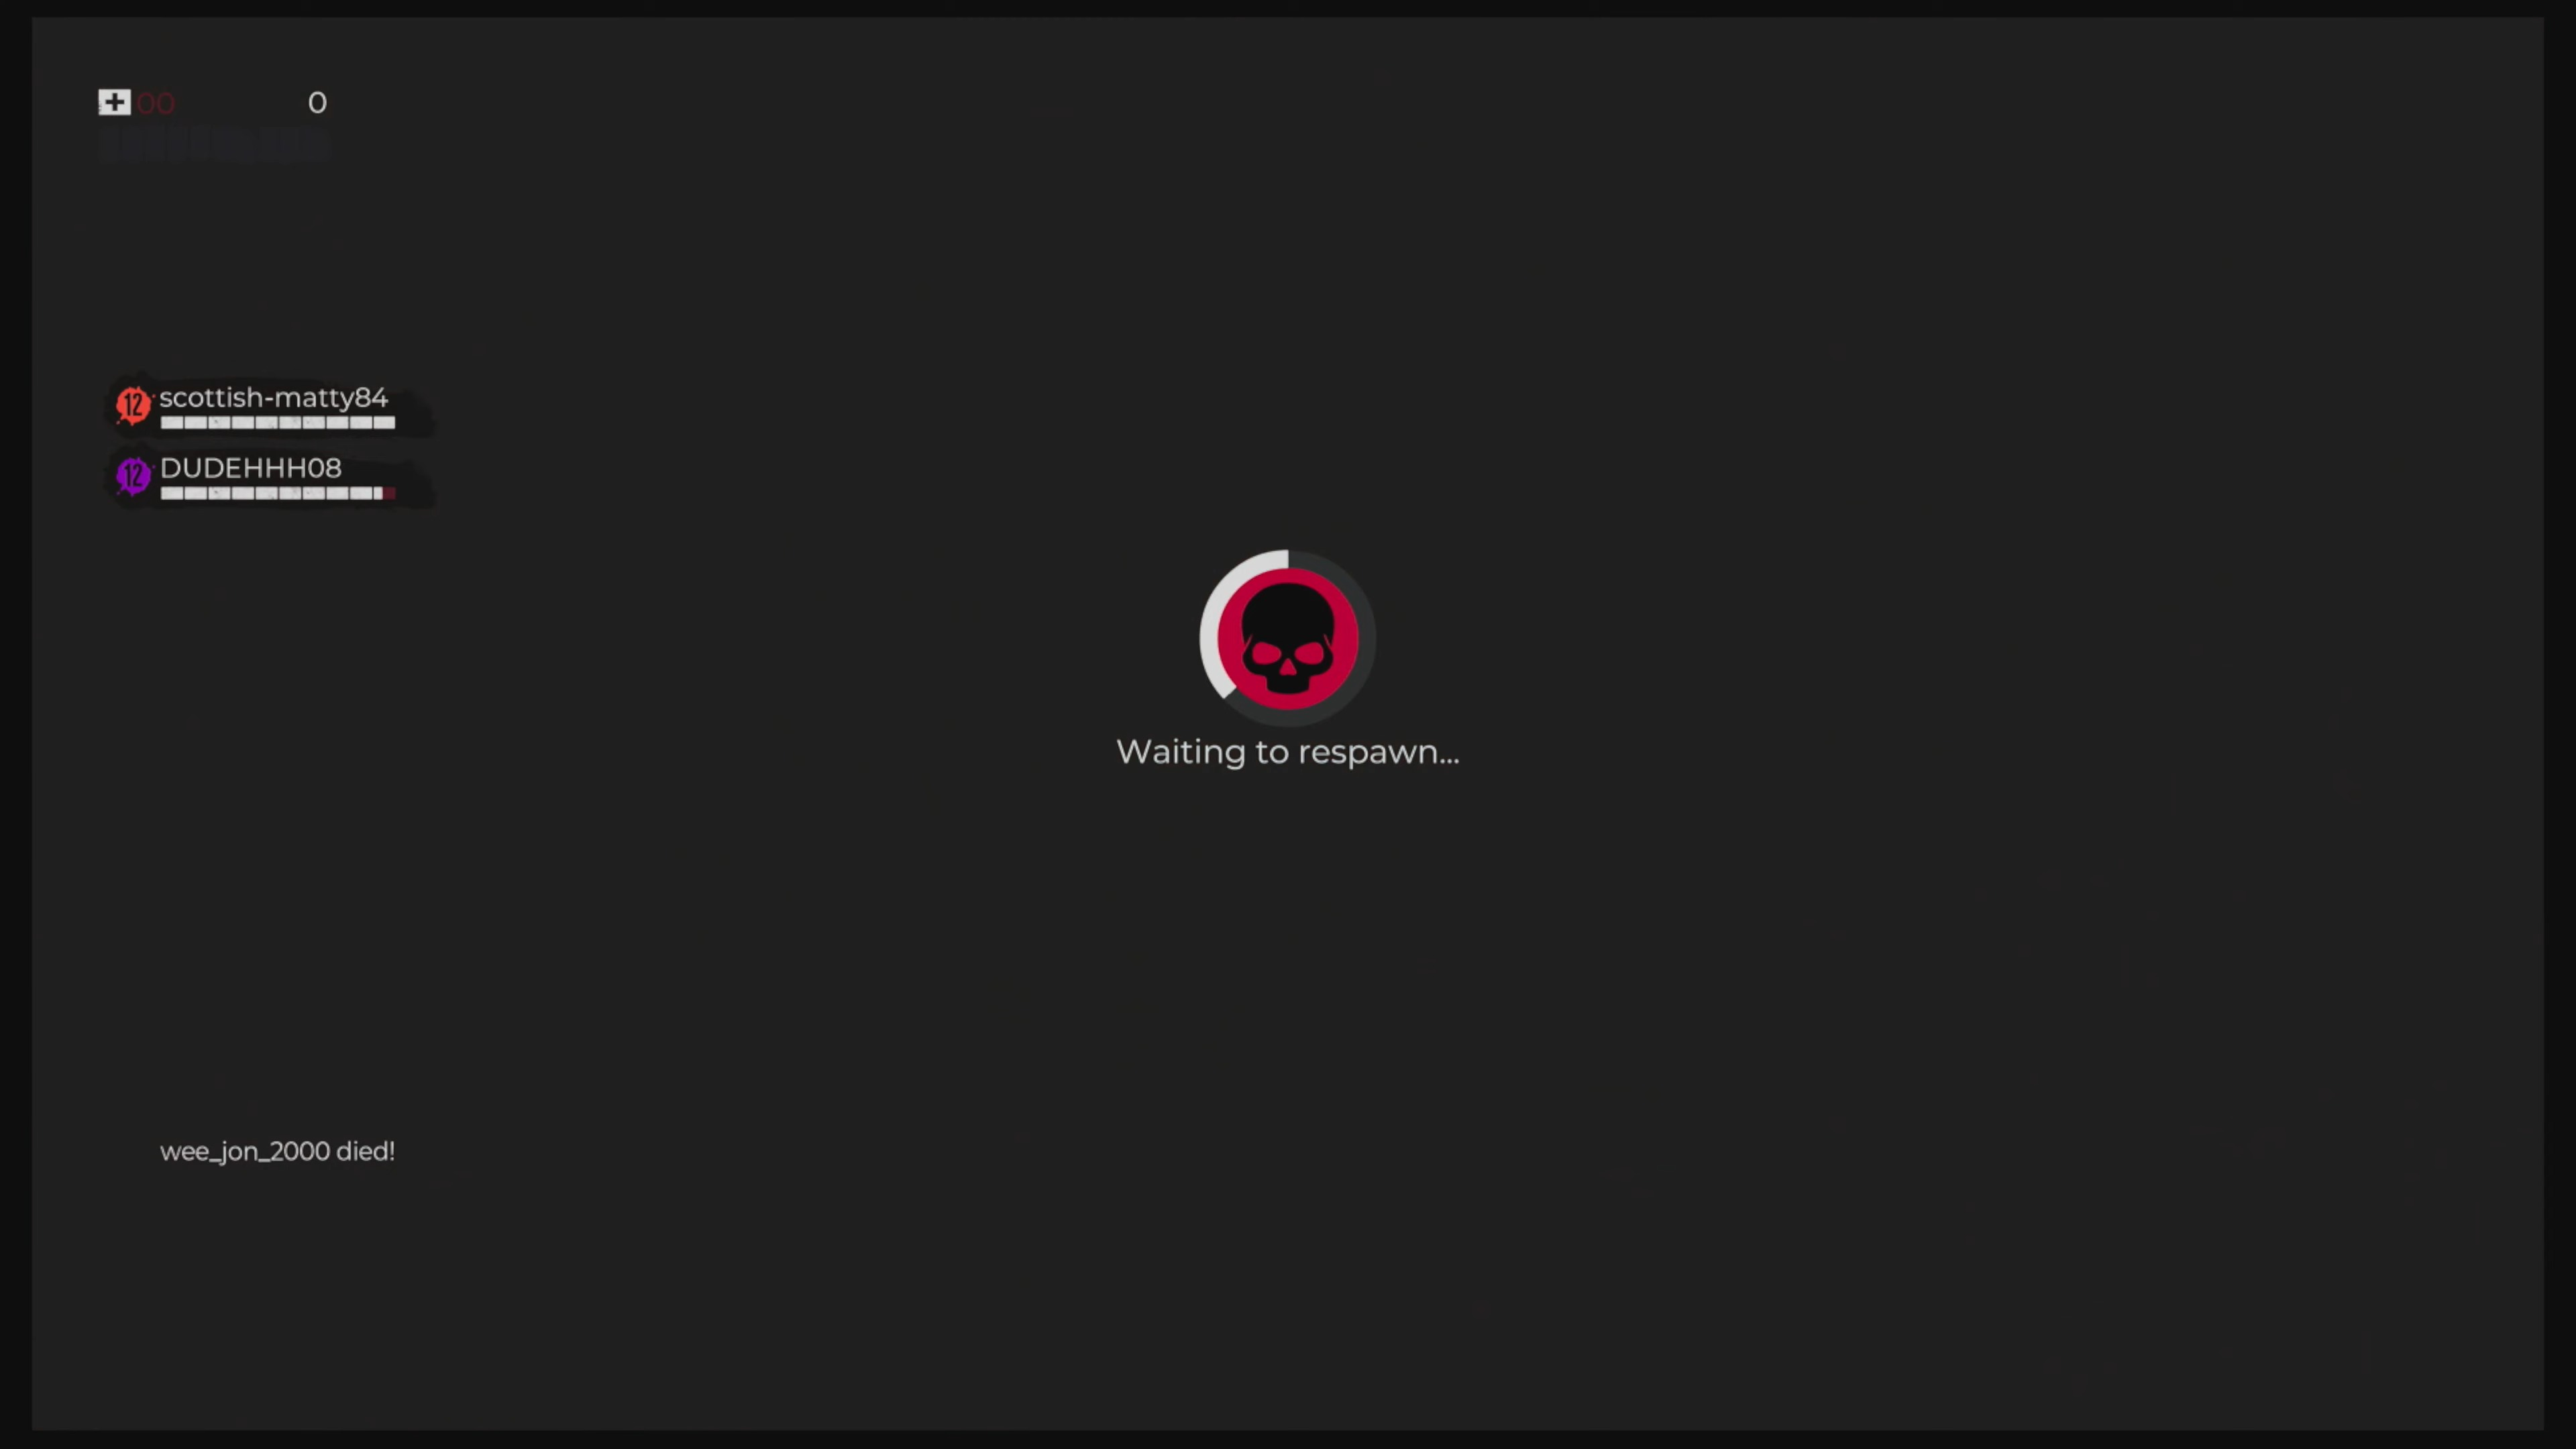 00 0
12 scottish-matty84
12 DUDEHHH08
Waiting to respawn...
wee_jon_2000 died!